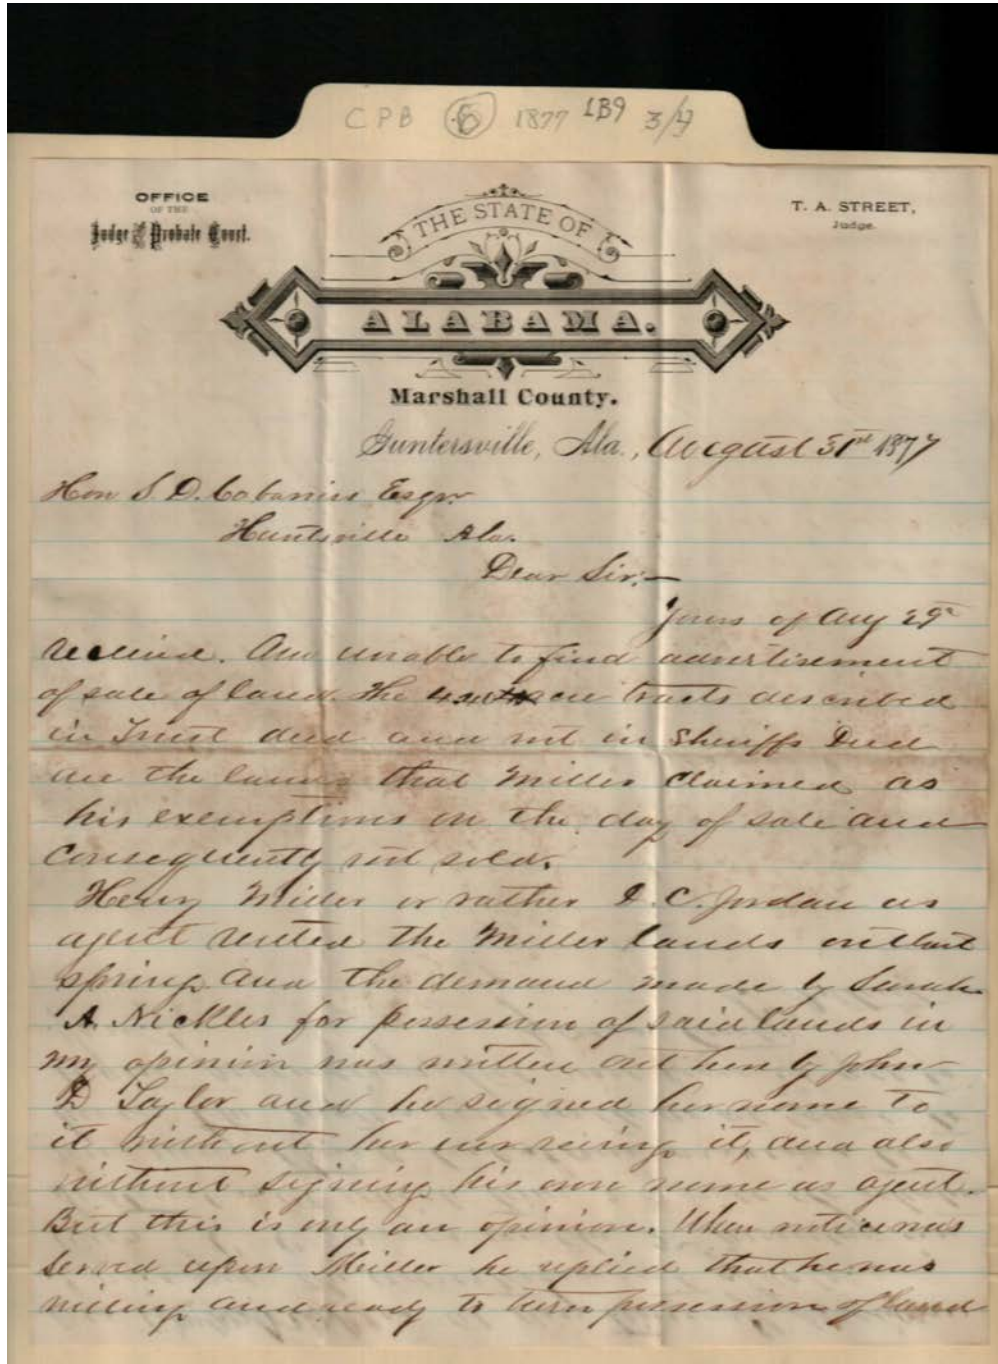 CPB 6 1877 1B9 3/4
OFFICE
OF THE
Judge of the Probate Court.
T. A. STREET,
Judge.
THE STATE OF
ALABAMA.
Marshall County.
Guntersville, Ala., August 31st 1877
Hon S. D. Cabaniss Esqr
Huntsville Ala.
Dear Sir:—
Yours of Aug 29th
received. Am unable to find advertisement
of sale of land. The tracts described
in Trust deed and not in Sheriffs Deed
are the lands that Miller claimed as
his exemptions on the day of sale and
consequently not sold.
Henry Miller or rather C. Jordan as
agent rented the Miller lands out last
spring and the demand made by Sarah
A. Nickles for possession of said lands in
my opinion was written out here by John
D Taylor and he signed her name to
it without her ever seeing it, and also
without signing his own name as agent.
But this is only an opinion. When notice was
served upon Miller he replied that he was
willing and ready to turn possession of land